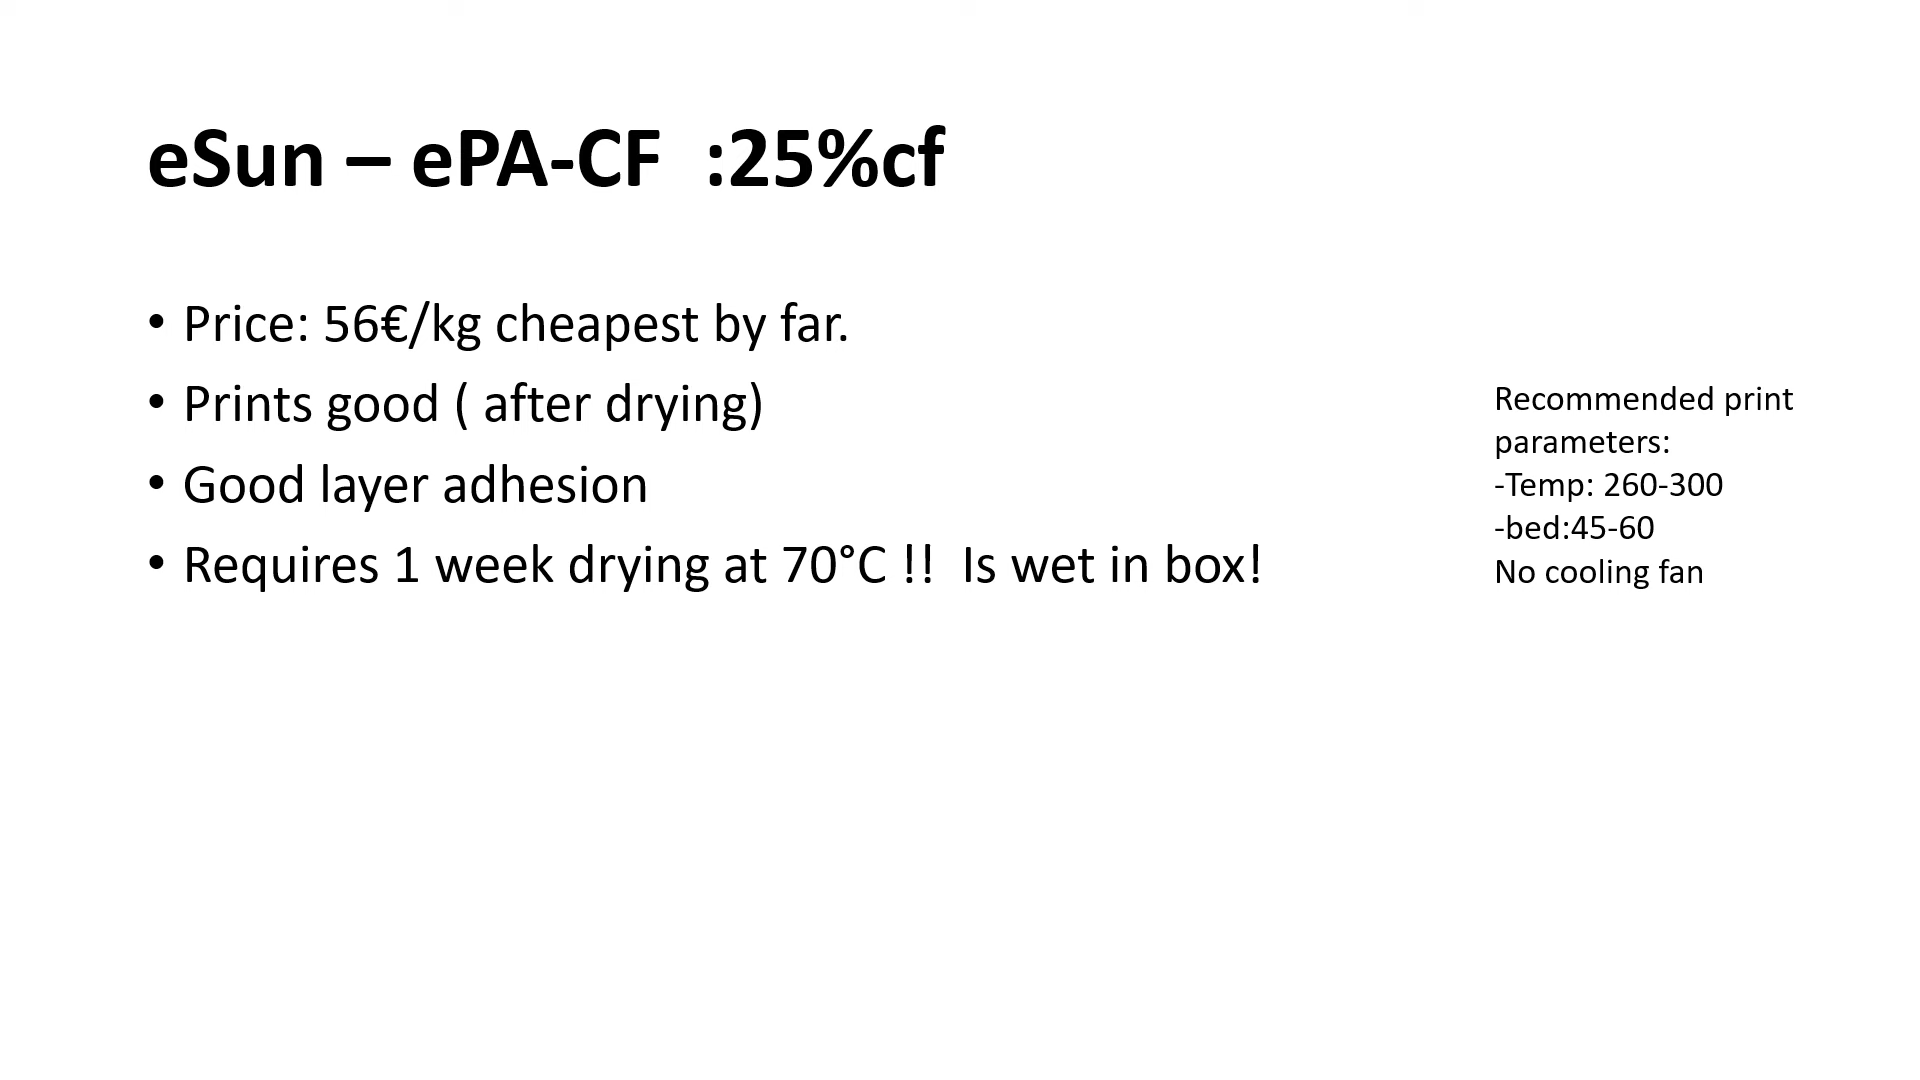 eSun – ePA-CF  :25%cf
• Price: 56€/kg cheapest by far.
• Prints good ( after drying)
• Good layer adhesion
• Requires 1 week drying at 70°C !!  Is wet in box!
Recommended print
parameters:
-Temp: 260-300
-bed:45-60
No cooling fan